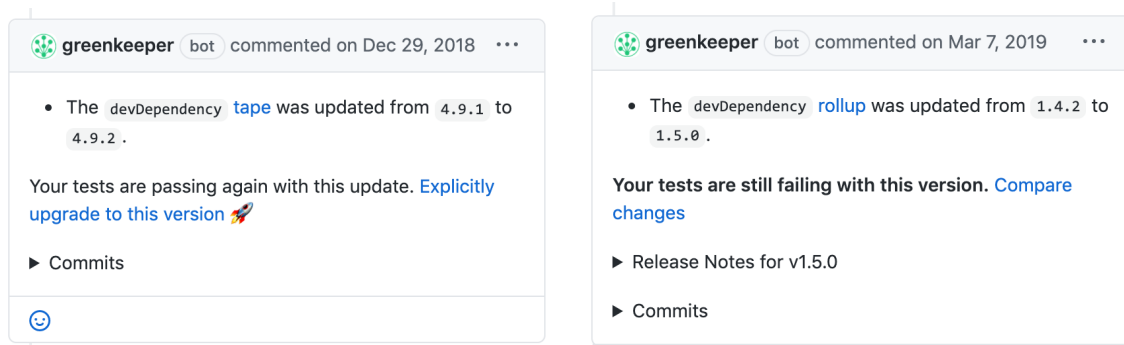 greenkeeper bot commented on Dec 29, 2018 ...
• The devDependency tape was updated from 4.9.1 to
4.9.2 .
Your tests are passing again with this update. Explicitly
upgrade to this version 🚀
▶ Commits
greenkeeper bot commented on Mar 7, 2019 ...
• The devDependency rollup was updated from 1.4.2 to
1.5.0 .
Your tests are still failing with this version. Compare
changes
▶ Release Notes for v1.5.0
▶ Commits